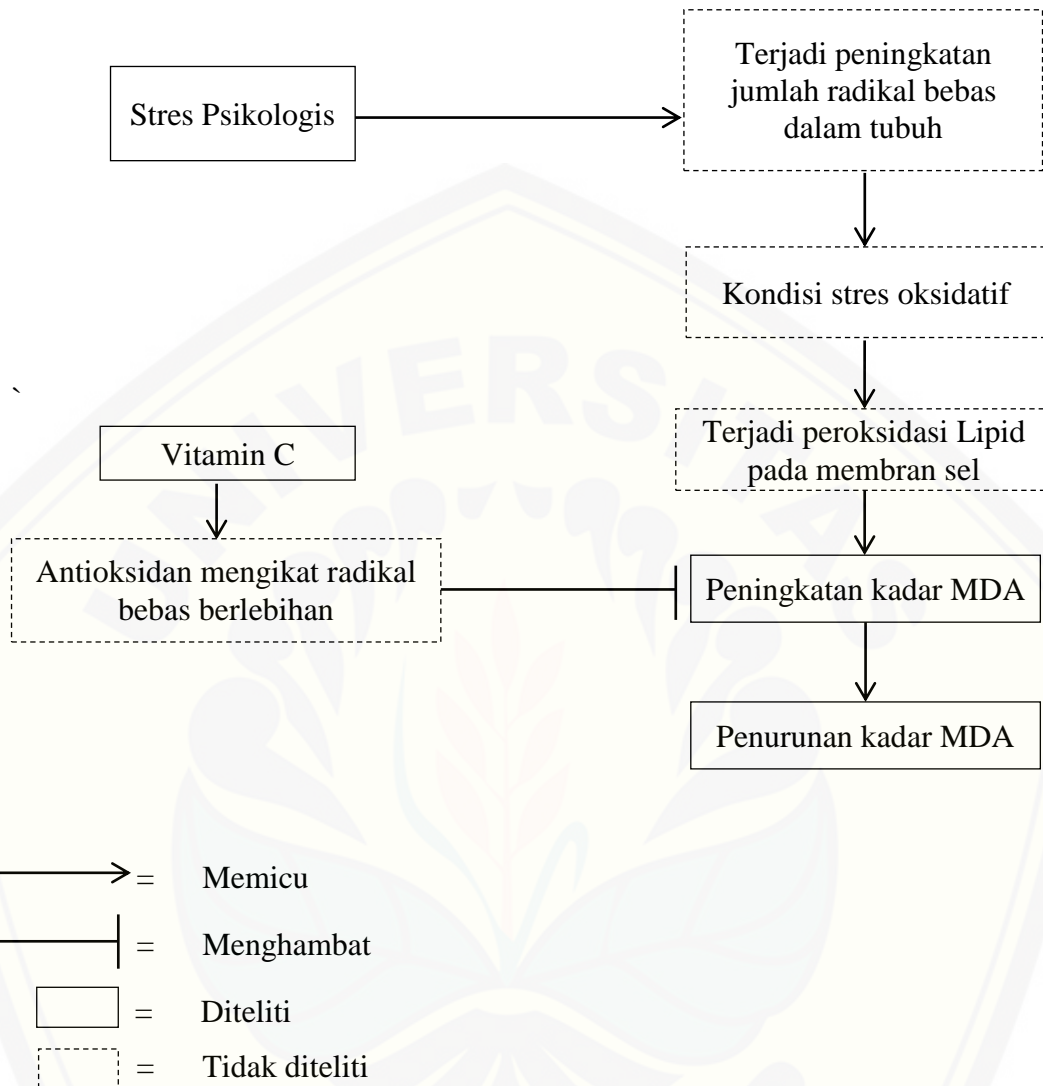 Terjadi peningkatan
jumlah radikal bebas
dalam tubuh
Stres Psikologis
Kondisi stres oksidatif
`
Terjadi peroksidasi Lipid
pada membran sel
Vitamin C
Antioksidan mengikat radikal
bebas berlebihan
Peningkatan kadar MDA
Penurunan kadar MDA
= Memicu
= Menghambat
= Diteliti
= Tidak diteliti
UNIVERSITAS